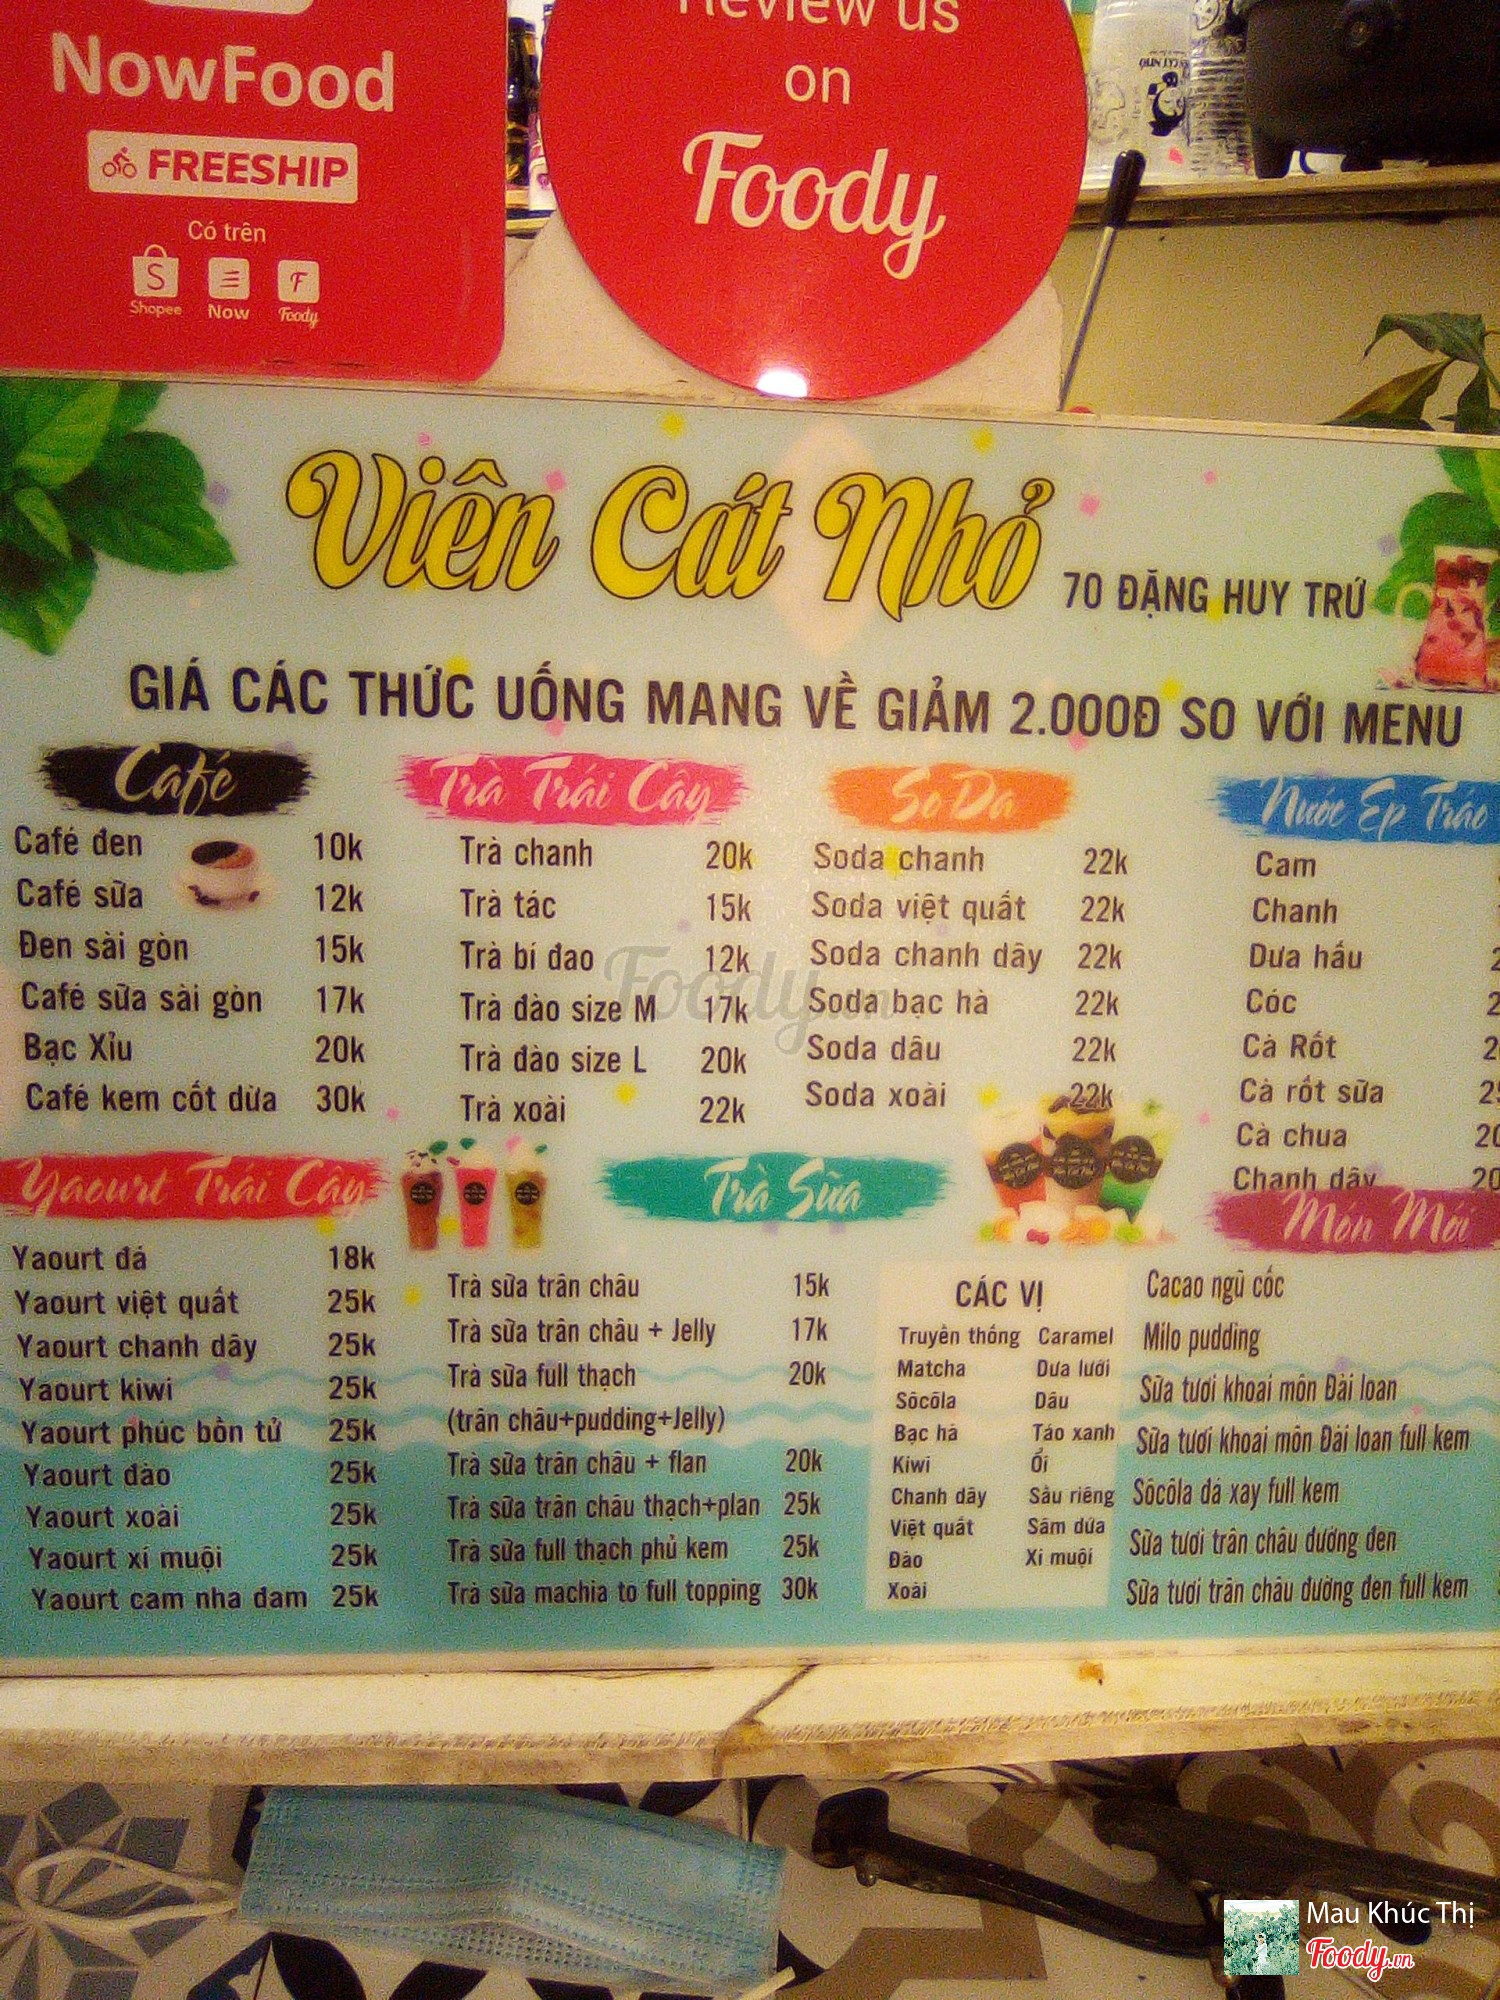 NowFood
FREESHIP
Có trên
S
F
Shopee
Now
Foody
Review us
on
Foody
Viên Cát Nhỏ
70 ĐẶNG HUY TRỨ
GIÁ CÁC THỨC UỐNG MANG VỀ GIẢM 2.000Đ SO VỚI MENU
Café
Café đen 10k
Café sữa 12k
Đen sài gòn 15k
Café sữa sài gòn 17k
Bạc Xỉu 20k
Café kem cốt dừa 30k
Trà Trái Cây
Trà chanh 20k
Trà tác 15k
Trà bí đao 12k
Trà đào size M 17k
Trà đào size L 20k
Trà xoài 22k
SoDa
Soda chanh 22k
Soda việt quất 22k
Soda chanh dây 22k
Soda bạc hà 22k
Soda dâu 22k
Soda xoài 22k
Nước Ép Tráo
Cam
Chanh
Dưa hấu
Cóc
Cà Rốt
Cà rốt sữa
Cà chua
Chanh dây
Yaourt Trái Cây
Yaourt đá 18k
Yaourt việt quất 25k
Yaourt chanh dây 25k
Yaourt kiwi 25k
Yaourt phúc bồn tử 25k
Yaourt đào 25k
Yaourt xoài 25k
Yaourt xí muội 25k
Yaourt cam nha đam 25k
Trà Sữa
Trà sữa trân châu 15k
Trà sữa trân châu + Jelly 17k
Trà sữa full thạch 20k
(trân châu+pudding+Jelly)
Trà sữa trân châu + flan 20k
Trà sữa trân châu thạch+plan 25k
Trà sữa full thạch phủ kem 25k
Trà sữa machia to full topping 30k
CÁC VỊ
Truyền thống Caramel
Matcha Dưa lưới
Sôcôla Dâu
Bạc hà Táo xanh
Kiwi Ổi
Chanh dây Sầu riêng
Việt quất Sâm dứa
Đào Xí muội
Xoài
Món Mới
Cacao ngũ cốc
Milo pudding
Sữa tươi khoai môn Đài loan
Sữa tươi khoai môn Đài loan full kem
Sôcôla đá xay full kem
Sữa tươi trân châu đường đen
Sữa tươi trân châu đường đen full kem
Foody.vn
Mau Khúc Thị
Foody.vn